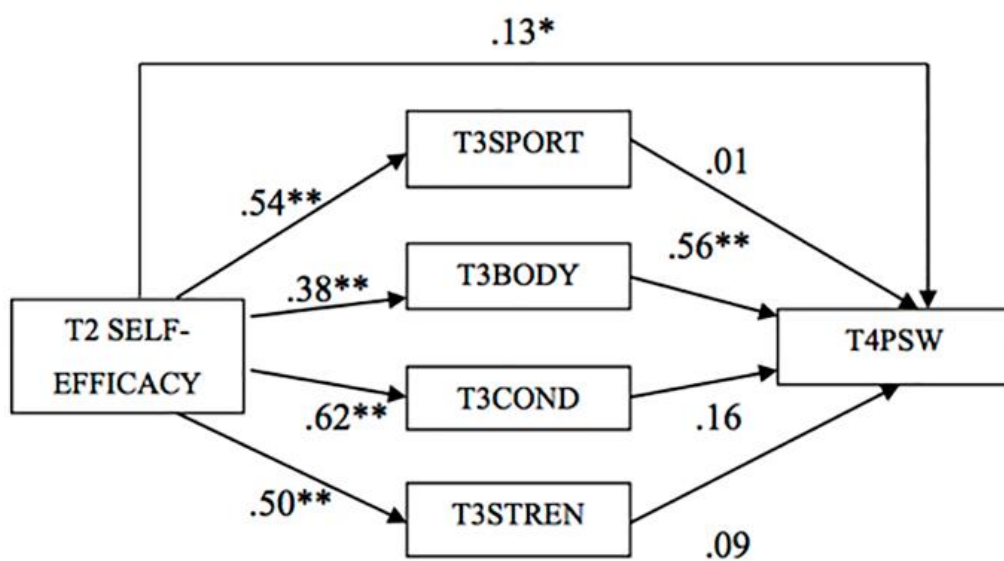 .13*
T3SPORT
.01
.54**
.56**
T3BODY
.38**
T2 SELF-
EFFICACY
T4PSW
T3COND
.62**
.16
.50**
T3STREN
.09